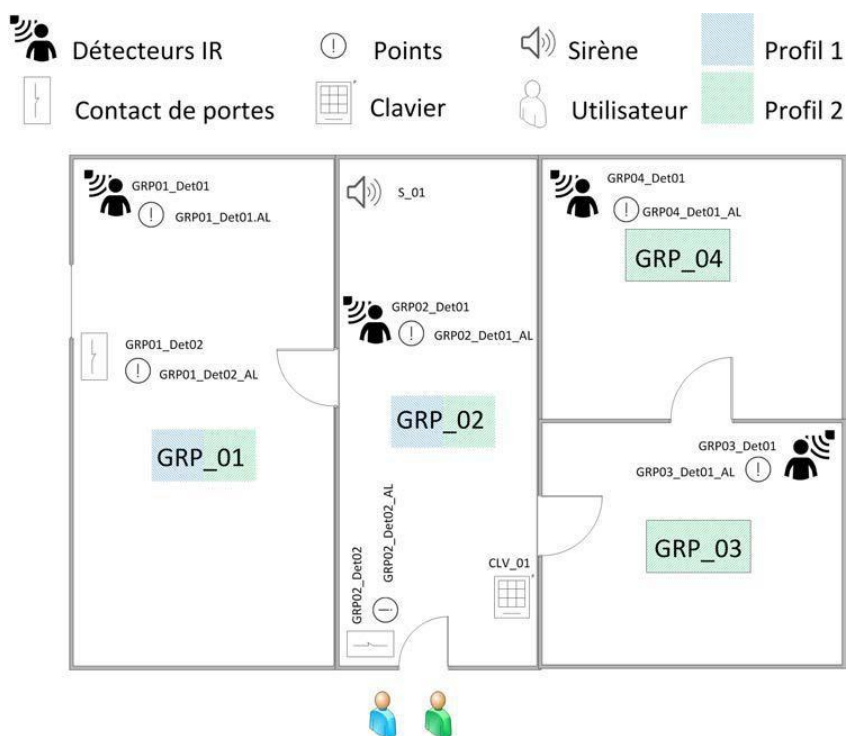 Détecteurs IR
Points
Sirène
Profil 1
Contact de portes
Clavier
Utilisateur
Profil 2
GRP01_Det01
GRP01_Det01.AL
S_01
GRP04_Det01
GRP04_Det01_AL
GRP_04
GRP02_Det01
GRP02_Det01_AL
GRP01_Det02
GRP01_Det02_AL
GRP_01
GRP_02
GRP03_Det01
GRP03_Det01_AL
GRP_03
GRP02_Det02
GRP02_Det02_AL
CLV_01